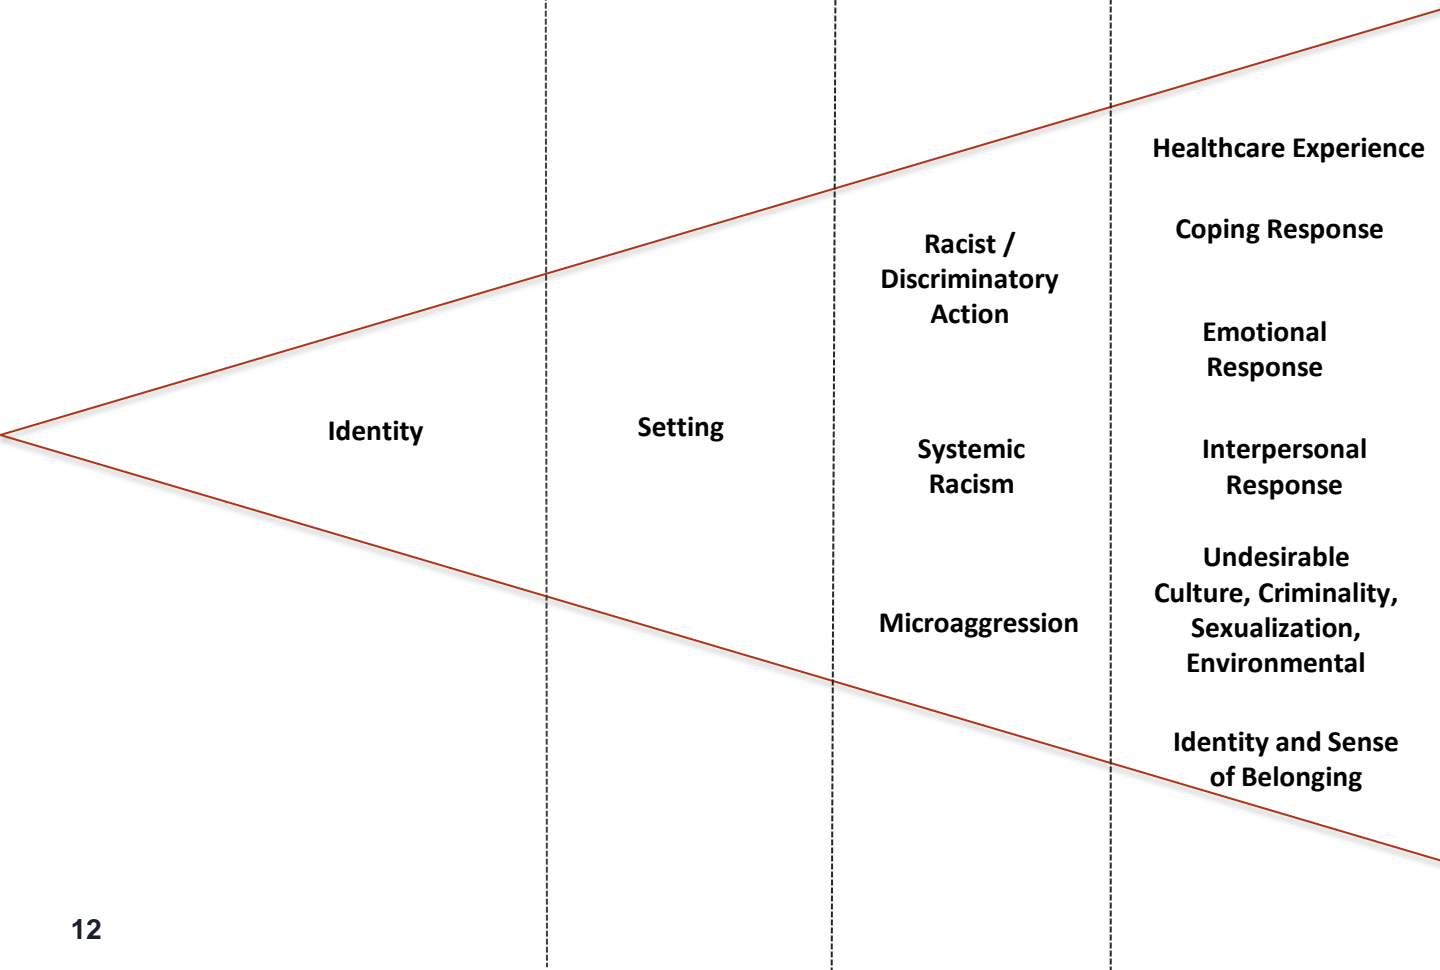 Identity
Setting
Racist /
Discriminatory
Action
Systemic
Racism
Microaggression
Healthcare Experience
Coping Response
Emotional
Response
Interpersonal
Response
Undesirable
Culture, Criminality,
Sexualization,
Environmental
Identity and Sense
of Belonging
12